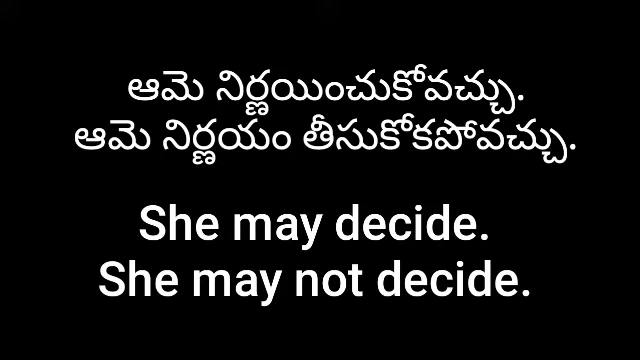 ఆమె నిర్ణయించుకోవచ్చు.
ఆమె నిర్ణయం తీసుకోకపోవచ్చు.
She may decide.
She may not decide.